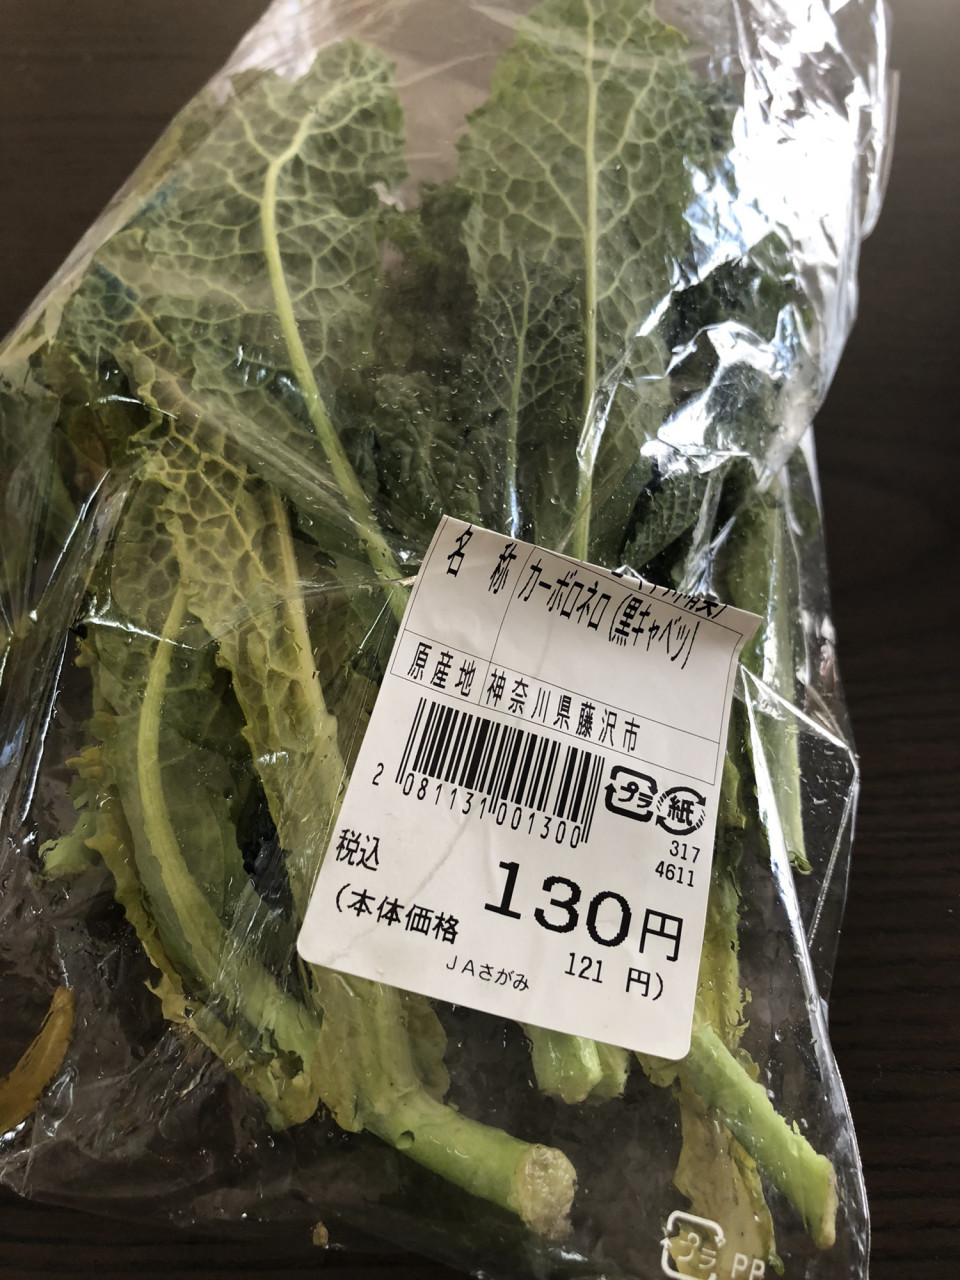 名称 カーボロネロ(黒キャベツ)
原産地 神奈川県藤沢市
2 081131 001300
プラ 紙
317
4611
税込 130円
(本体価格 121 円)
JAさがみ
プラ PP